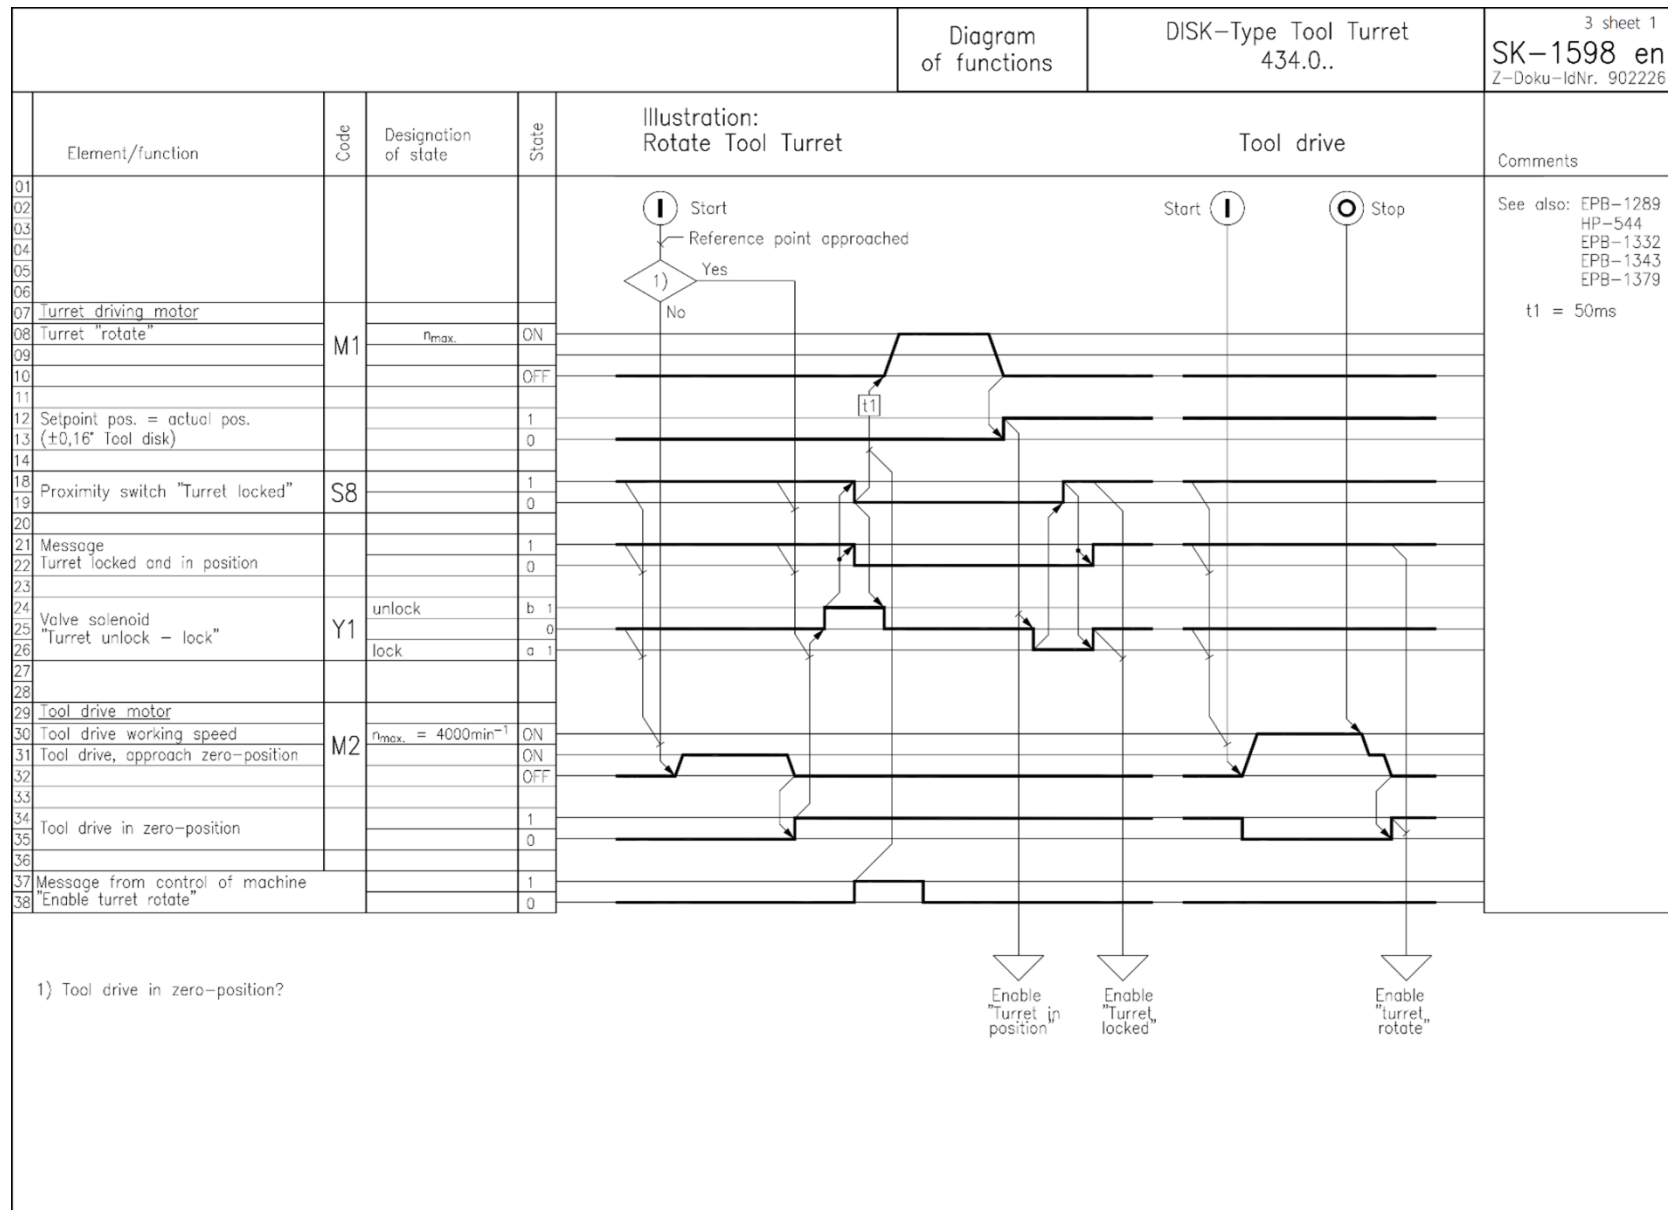 Diagram
of functions
DISK-Type Tool Turret
434.0..
3 sheet 1
SK-1598 en
Z-Doku-IdNr. 902226
Element/function
Code
Designation
of state
State
Illustration:
Rotate Tool Turret
Tool drive
Comments
01
02
03
04
05
06
Start
Reference point approached
1)
Yes
No
Start
Stop
See also: EPB-1289
HP-544
EPB-1332
EPB-1343
EPB-1379
t1 = 50ms
07 Turret driving motor
08 Turret "rotate" M1 nmax. ON
09
10 OFF
11
t1
12 Setpoint pos. = actual pos. 1
13 (±0,16° Tool disk) 0
14
18 1
Proximity switch "Turret locked" S8
19 0
20
21 Message 1
22 Turret locked and in position 0
23
24 Valve solenoid unlock b 1
25 "Turret unlock - lock" Y1 0
26 lock a 1
27
28
29 Tool drive motor
30 Tool drive working speed M2 nmax. = 4000min⁻¹ ON
31 Tool drive, approach zero-position ON
32 OFF
33
34 1
Tool drive in zero-position
35 0
36
37 Message from control of machine 1
38 "Enable turret rotate" 0
1) Tool drive in zero-position?
Enable
"Turret in
position"
Enable
"Turret
locked"
Enable
"turret
rotate"